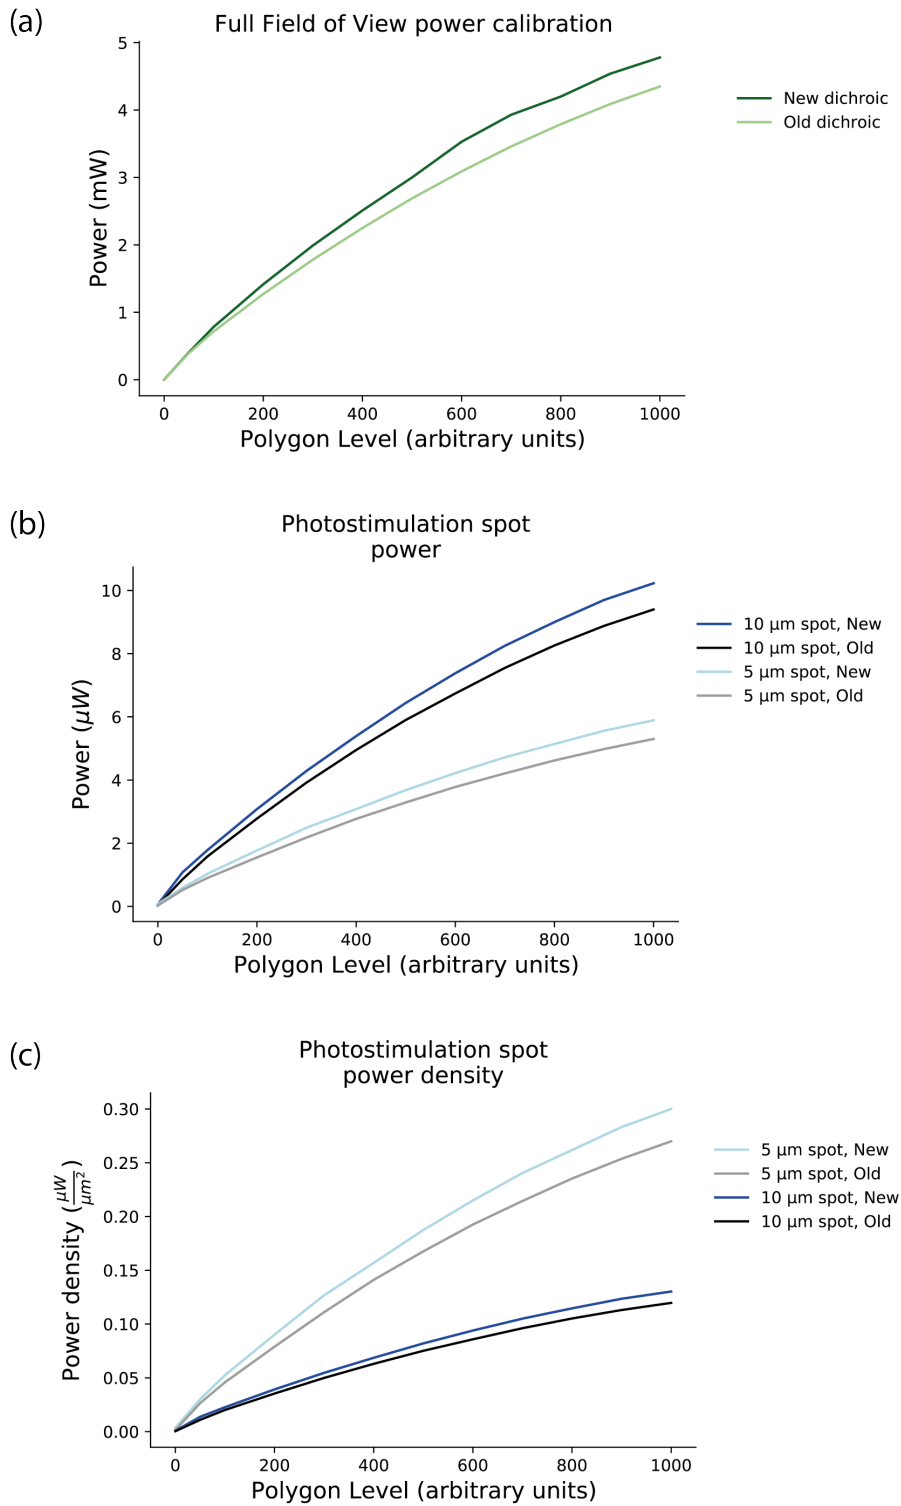 (a)
Full Field of View power calibration
5
4
3
2
1
0
Power (mW)
0 200 400 600 800 1000
Polygon Level (arbitrary units)
New dichroic
Old dichroic
(b)
Photostimulation spot
power
10
8
6
4
2
0
Power (μW)
0 200 400 600 800 1000
Polygon Level (arbitrary units)
10 μm spot, New
10 μm spot, Old
5 μm spot, New
5 μm spot, Old
(c)
Photostimulation spot
power density
0.30
0.25
0.20
0.15
0.10
0.05
0.00
Power density (μW/μm²)
0 200 400 600 800 1000
Polygon Level (arbitrary units)
5 μm spot, New
5 μm spot, Old
10 μm spot, New
10 μm spot, Old